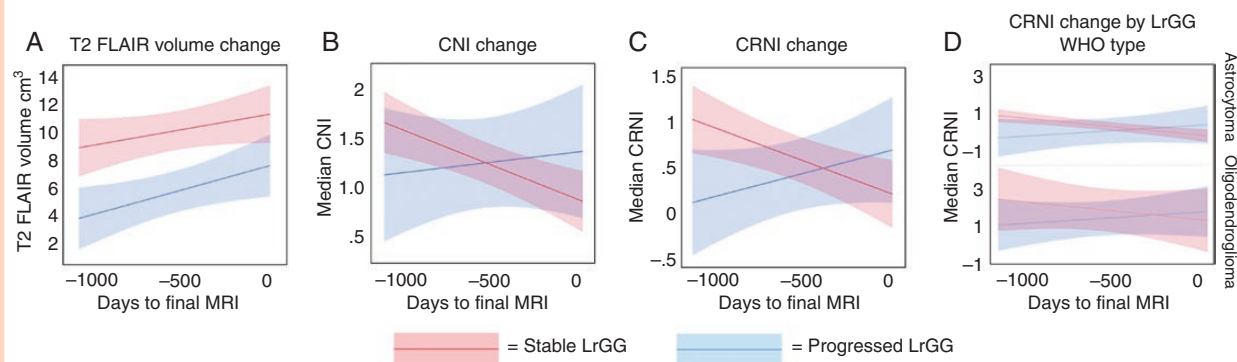 A T2 FLAIR volume change
T2 FLAIR volume cm³
14
12
10
8
6
4
2
−1000 −500 0
Days to final MRI
B CNI change
Median CNI
2
1.5
1.0
.5
−1000 −500 0
Days to final MRI
C CRNI change
Median CRNI
1.5
1
.5
0
−.5
−1000 −500 0
Days to final MRI
D CRNI change by LrGG
WHO type
Median CRNI
3
1
−1
3
1
−1
Astrocytoma
Oligodendroglioma
−1000 −500 0
Days to final MRI
= Stable LrGG
= Progressed LrGG